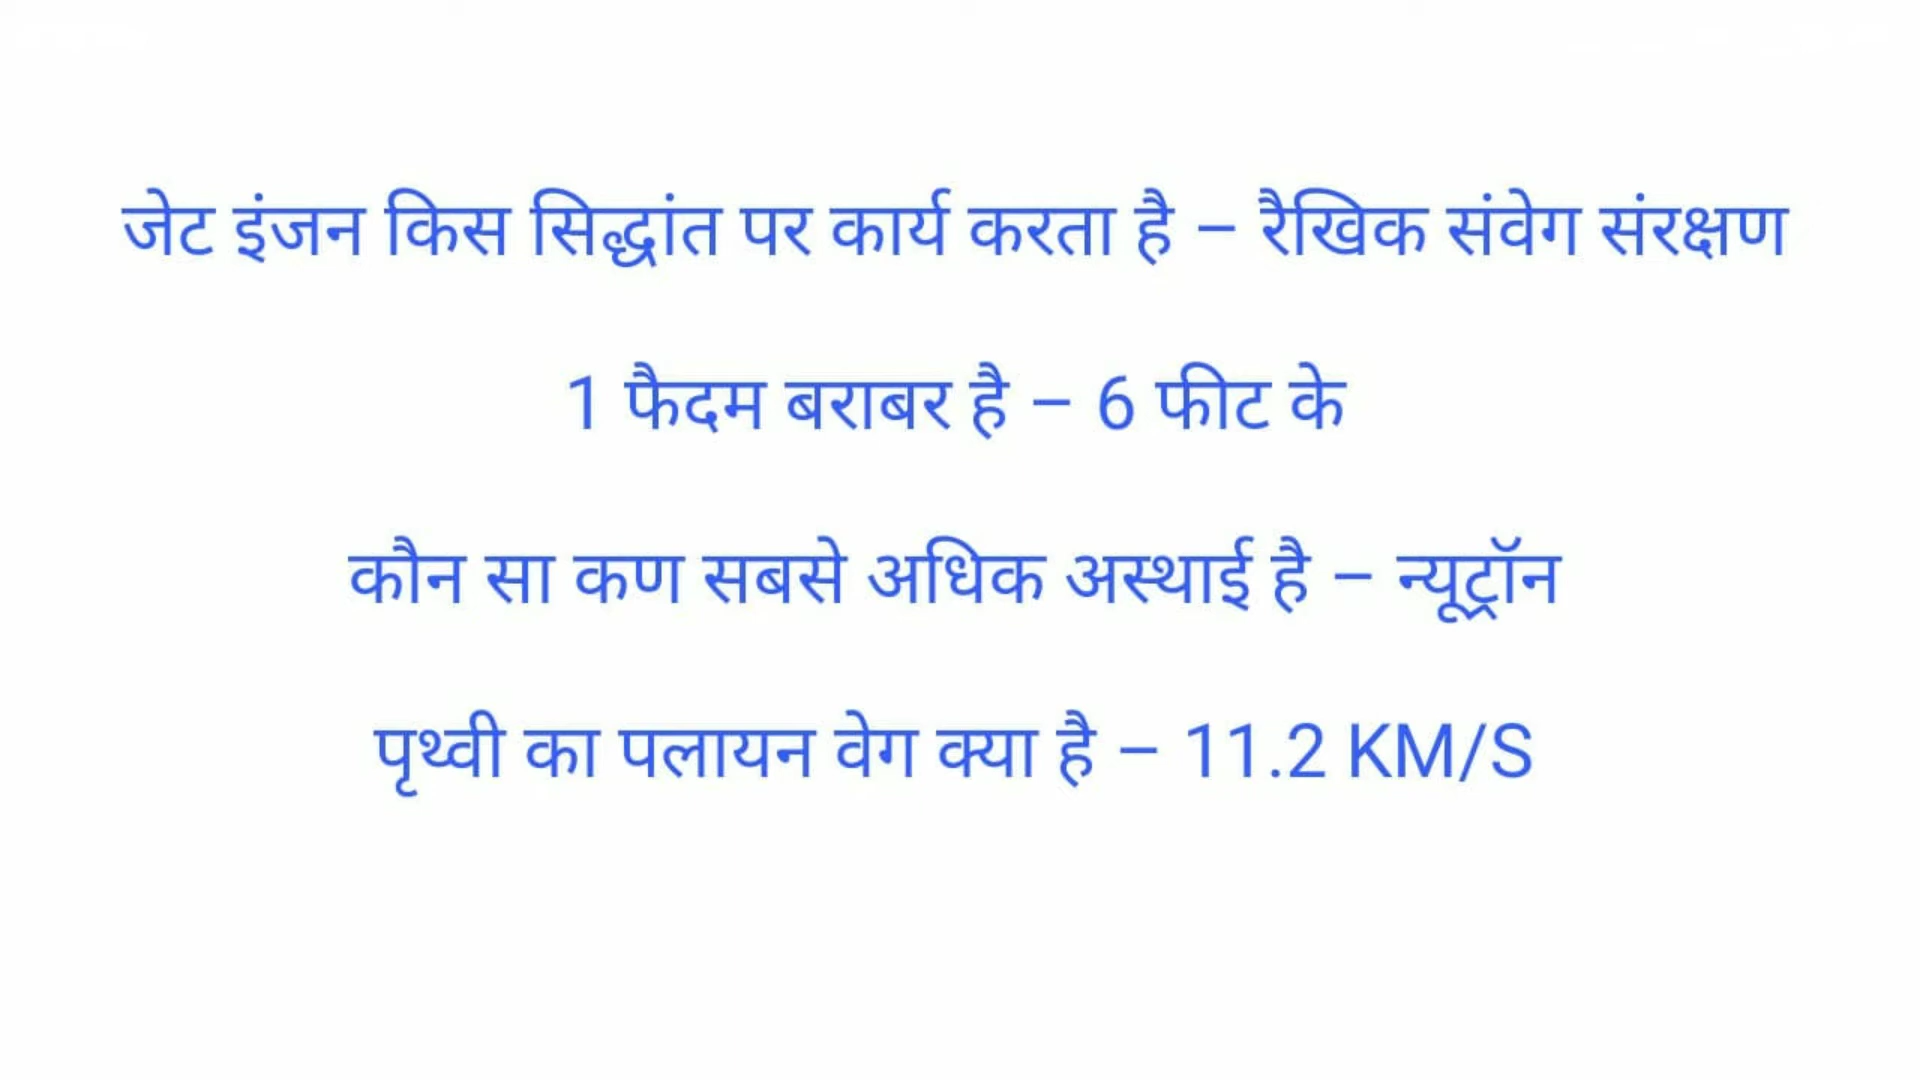 जेट इंजन किस सिद्धांत पर कार्य करता है – रैखिक संवेग संरक्षण
1 फैदम बराबर है – 6 फीट के
कौन सा कण सबसे अधिक अस्थाई है – न्यूट्रॉन
पृथ्वी का पलायन वेग क्या है – 11.2 KM/S